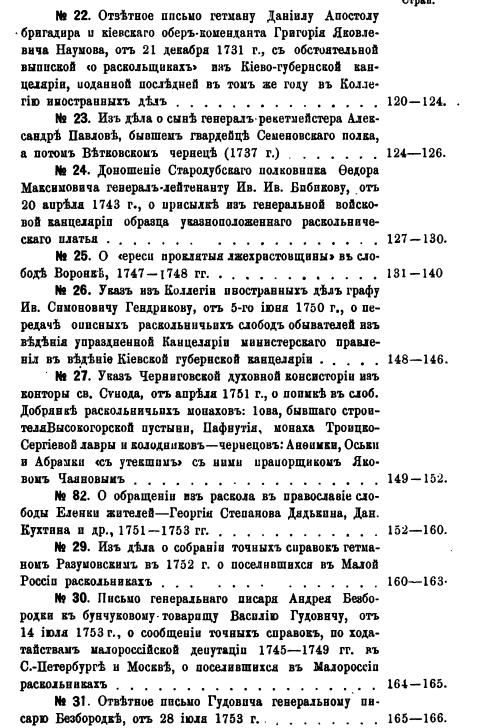 Стран.
№ 22. Отвѣтное письмо гетману Даніилу Апостолу
бригадира и кіевскаго оберъ-коменданта Григорія Яковле-
вича Наумова, отъ 21 декабря 1731 г., съ обстоятельной
выпиской «о раскольщикахъ» изъ Кіево-губернской кан-
целяріи, поданной послѣдней въ томъ же году въ Колле-
гію иностранныхъ дѣлъ . . . . . . . . . . . . 120—124.
№ 23. Изъ дѣла о сынѣ генералъ-рекетмейстера Алек-
сандрѣ Павловѣ, бывшемъ гвардейцѣ Семеновскаго полка,
а потомъ Вѣтковскомъ чернецѣ (1737 г.) . . . . . . 124—126.
№ 24. Доношеніе Стародубскаго полковника Ѳедора
Максимовича генералъ-лейтенанту Ив. Ив. Бибикову, отъ
20 апрѣля 1743 г., о присылкѣ изъ генеральной войско-
вой канцеляріи образца указноположеннаго раскольниче-
скаго платья . . . . . . . . . . . . . . . 127—130.
№ 25. О «ереси проклятыя лжехристовщины» въ сло-
бодѣ Воронкѣ, 1747—1748 гг. . . . . . . . . . . 131—140
№ 26. Указъ изъ Коллегіи иностранныхъ дѣлъ графу
Ив. Симоновичу Гендрикову, отъ 5-го іюня 1750 г., о пе-
редачѣ описныхъ раскольничьихъ слободъ обывателей изъ
вѣдѣнія упраздненной Канцеляріи министерскаго правле-
ніл въ вѣдѣніе Кіевской губернской канцеляріи . . . . . 148—146.
№ 27. Указъ Черниговской духовной консисторіи изъ
конторы св. Сѵнода, отъ апрѣля 1751 г., о поимкѣ въ слоб.
Добрянкѣ раскольничьихъ монаховъ: Іова, бывшаго строи-
теляВысокогорской пустыни, Пафнутія, монаха Троицко-
Сергіевой лавры и колодниковъ—чернецовъ: Анѳимки, Оськи
и Абрамки «съ утекшимъ» съ ними прапорщикомъ Яко-
вомъ Чаяновымъ . . . . . . . . . . . . . . 149—152.
№ 82. О обращеніи изъ раскола въ православіе сло-
боды Еленки жителей—Георгія Степанова Дядькина, Дан.
Кухтина и др., 1751—1753 гг. . . . . . . . . . . 152—160.
№ 29. Изъ дѣла о собраніи точныхъ справокъ гетма-
номъ Разумовскимъ въ 1752 г. о поселившихся въ Малой
Россіи раскольникахъ . . . . . . . . . . . . . 160—163·
№ 30. Письмо генеральнаго писаря Андрея Безбо-
родки къ бунчуковому товарищу Василію Гудовичу, отъ
14 іюля 1753 г., о сообщеніи точныхъ справокъ, по хода-
тайствамъ малороссійской депутаціи 1745—1749 гг. въ
С.-Петербургѣ и Москвѣ, о поселившихся въ Малороссіи
раскольникахъ . . . . . . . . . . . . . . . 164—165.
№ 31. Отвѣтное письмо Гудовича генеральному пи-
сарю Безбородкѣ, отъ 28 іюля 1753 г. . . . . . . . 165—166.